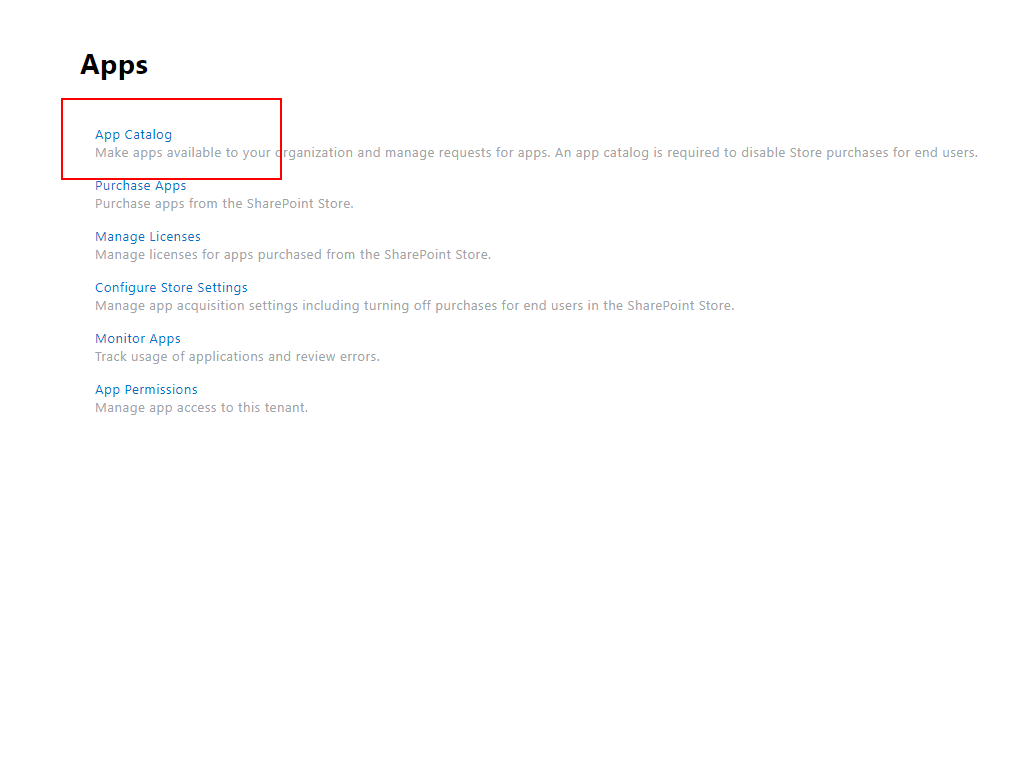 Apps
App Catalog
Make apps available to your organization and manage requests for apps. An app catalog is required to disable Store purchases for end users.
Purchase Apps
Purchase apps from the SharePoint Store.
Manage Licenses
Manage licenses for apps purchased from the SharePoint Store.
Configure Store Settings
Manage app acquisition settings including turning off purchases for end users in the SharePoint Store.
Monitor Apps
Track usage of applications and review errors.
App Permissions
Manage app access to this tenant.